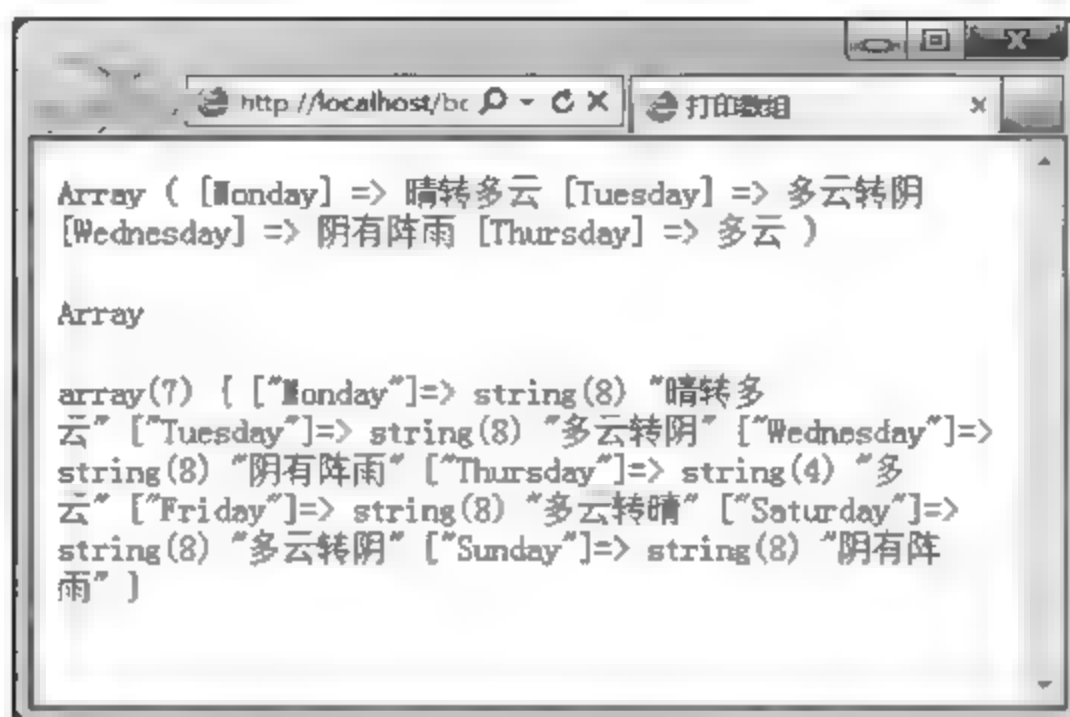 http //localhost/bc
打印数组
Array ( [Monday] => 晴转多云 [Tuesday] => 多云转阴
[Wednesday] => 阴有阵雨 [Thursday] => 多云 )
Array
array(7) { ["Monday"]=> string(8) "晴转多
云" ["Tuesday"]=> string(8) "多云转阴" ["Wednesday"]=>
string(8) "阴有阵雨" ["Thursday"]=> string(4) "多
云" ["Friday"]=> string(8) "多云转晴" ["Saturday"]=>
string(8) "多云转阴" ["Sunday"]=> string(8) "阴有阵
雨" }